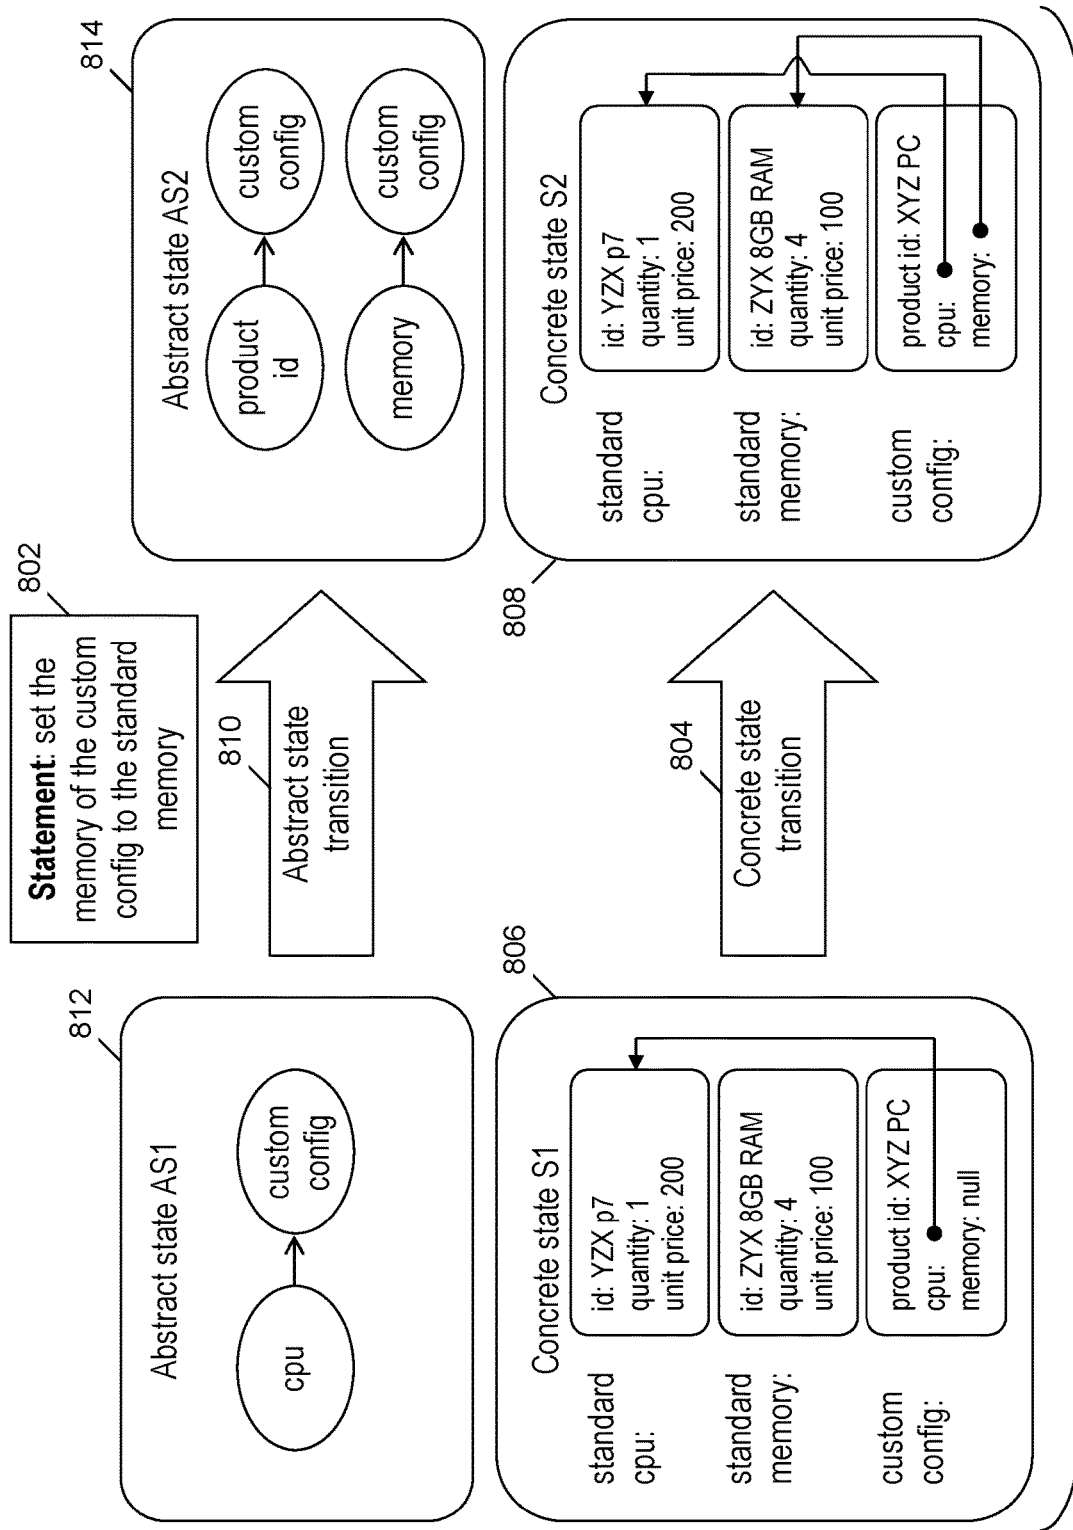 802
Statement: set the
memory of the custom
config to the standard
memory
812
Abstract state AS1
cpu
custom
config
810
Abstract state
transition
814
Abstract state AS2
product
id
custom
config
memory
custom
config
806
Concrete state S1
standard
cpu:
id: YZX p7
quantity: 1
unit price: 200
standard
memory:
id: ZYX 8GB RAM
quantity: 4
unit price: 100
custom
config:
product id: XYZ PC
cpu:
memory: null
804
Concrete state
transition
808
Concrete state S2
standard
cpu:
id: YZX p7
quantity: 1
unit price: 200
standard
memory:
id: ZYX 8GB RAM
quantity: 4
unit price: 100
custom
config:
product id: XYZ PC
cpu:
memory: